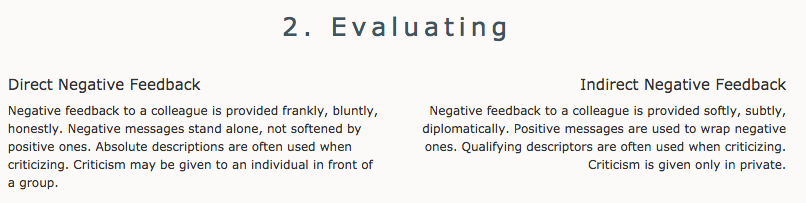 2. Evaluating
Direct Negative Feedback
Negative feedback to a colleague is provided frankly, bluntly,
honestly. Negative messages stand alone, not softened by
positive ones. Absolute descriptions are often used when
criticizing. Criticism may be given to an individual in front of
a group.
Indirect Negative Feedback
Negative feedback to a colleague is provided softly, subtly,
diplomatically. Positive messages are used to wrap negative
ones. Qualifying descriptors are often used when criticizing.
Criticism is given only in private.